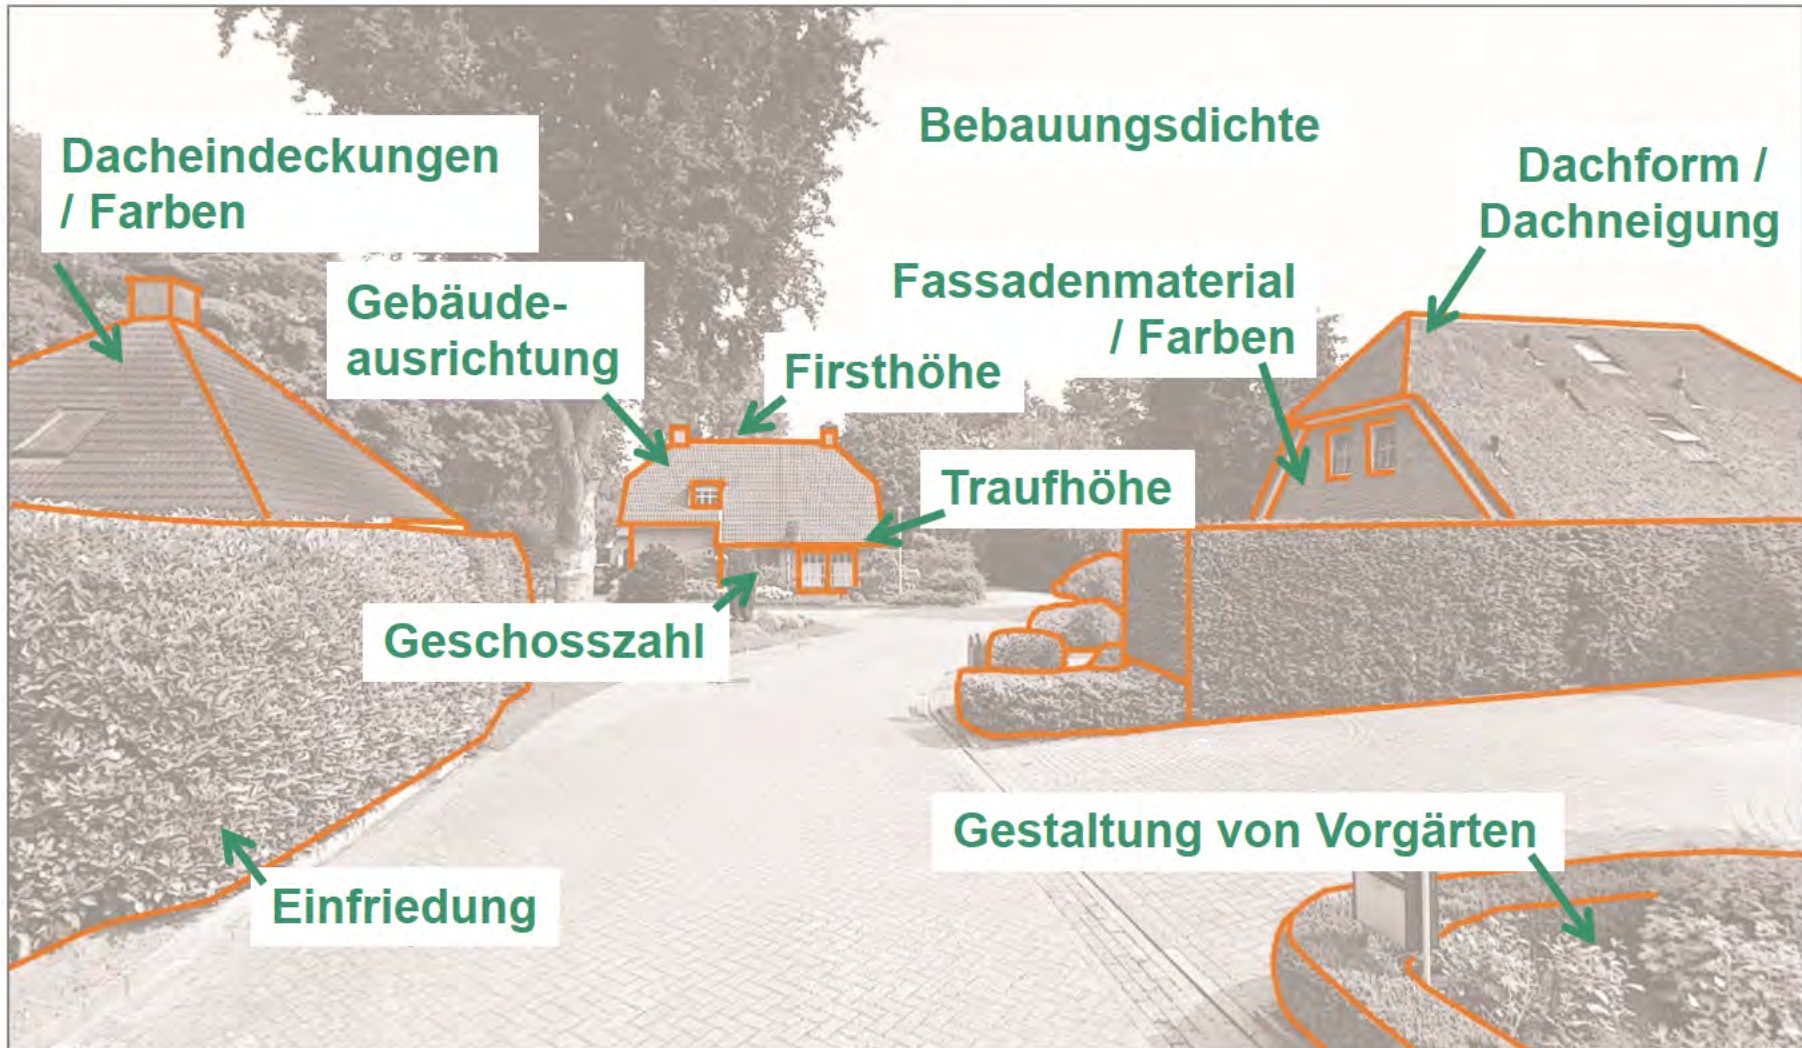 Bebauungsdichte
Dacheindeckungen
/ Farben
Dachform /
Dachneigung
Gebäude-
ausrichtung
Fassadenmaterial
/ Farben
Firsthöhe
Traufhöhe
Geschosszahl
Gestaltung von Vorgärten
Einfriedung